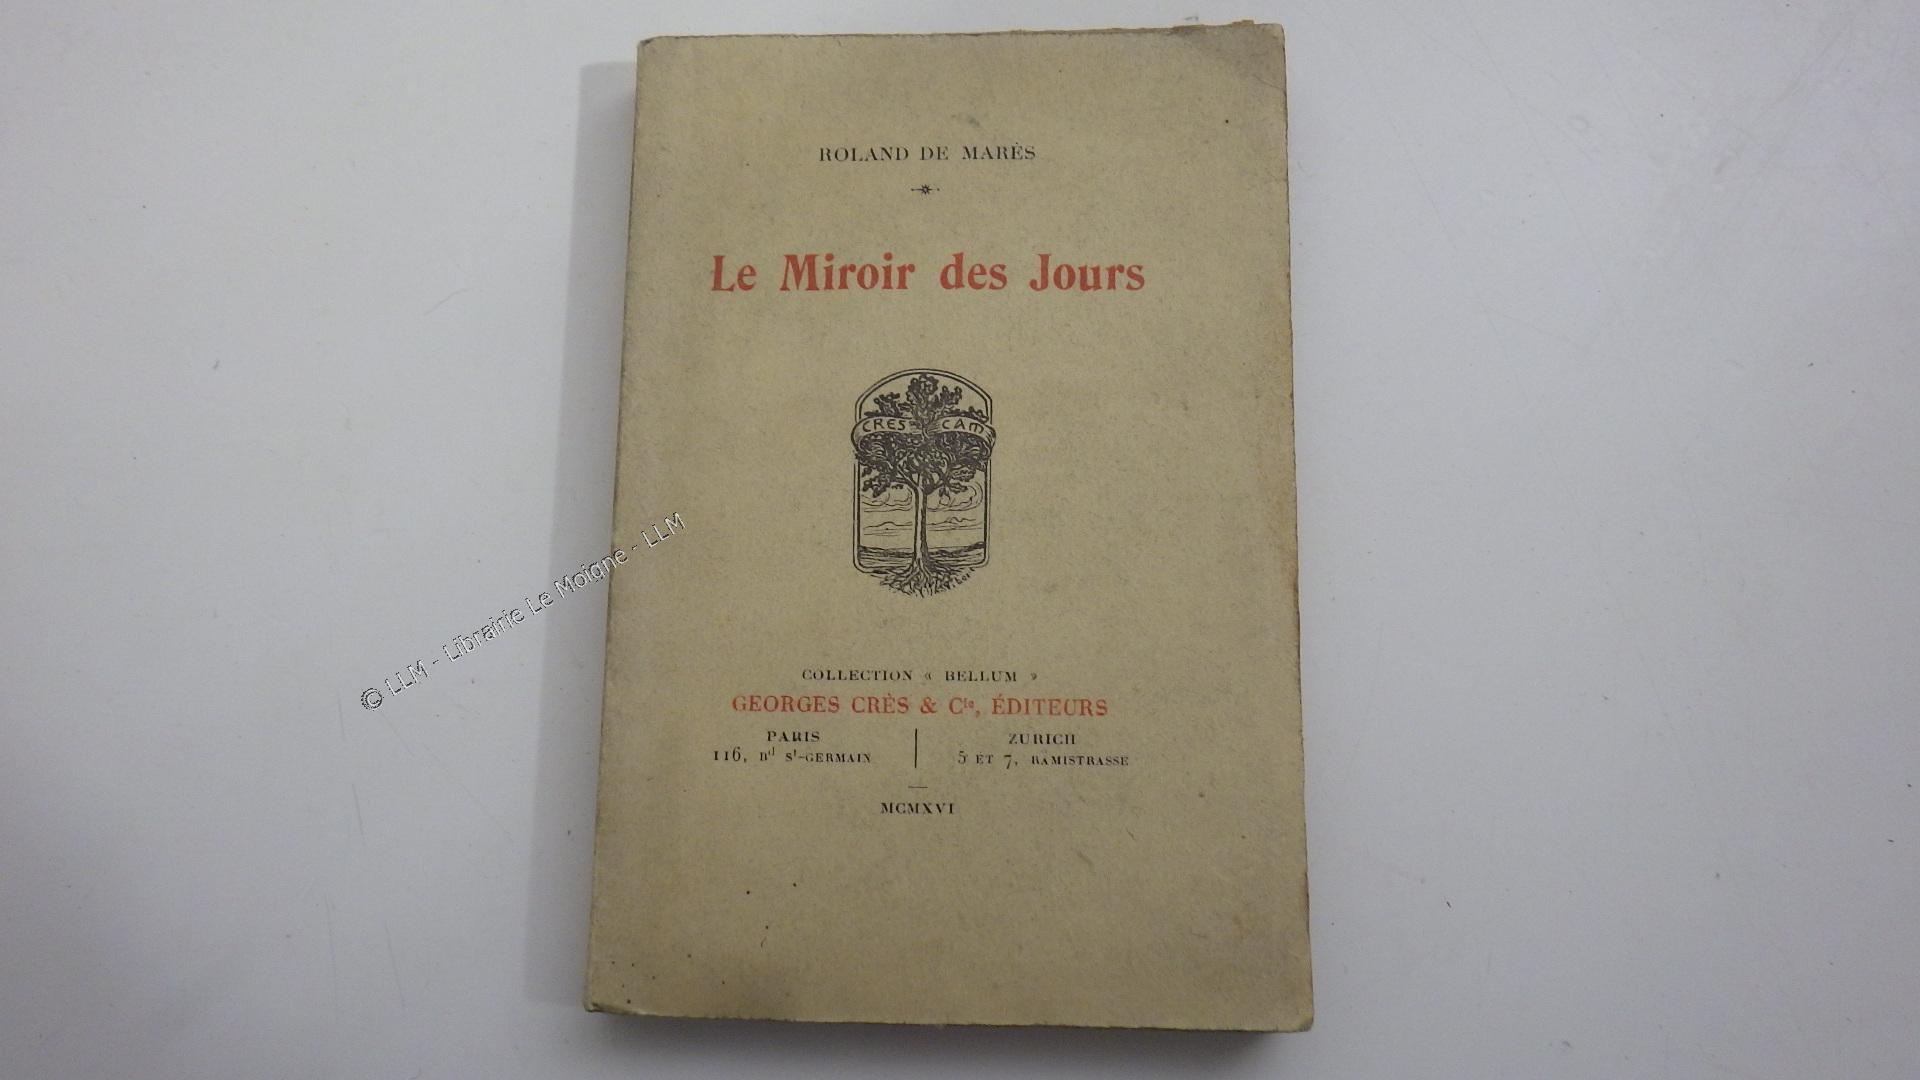 ROLAND DE MARÈS
Le Miroir des Jours
CRES CAM
COLLECTION « BELLUM »
GEORGES CRÈS & Cie, ÉDITEURS
PARIS
116, Bd St-GERMAIN
ZURICH
5 ET 7, RÄMISTRASSE
MCMXVI
© LLM - Librairie Le Moigne - LLM